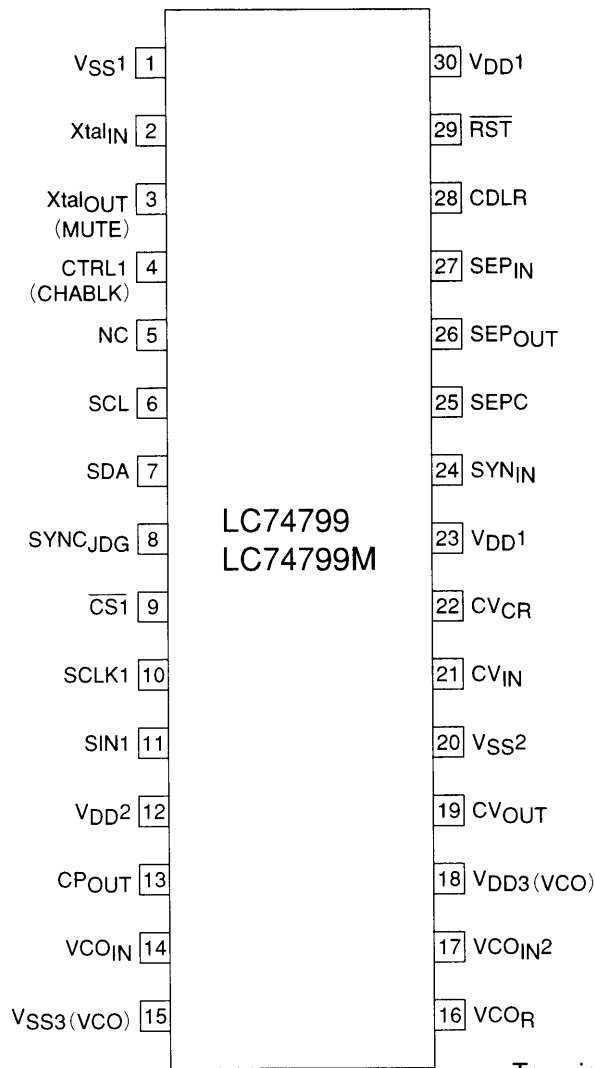 VSS1 1
XtalIN 2
XtalOUT 3
(MUTE)
CTRL1 4
(CHABLK)
NC 5
SCL 6
SDA 7
SYNCJDG 8
CS1 9
SCLK1 10
SIN1 11
VDD2 12
CPOUT 13
VCOIN 14
VSS3(VCO) 15
LC74799
LC74799M
30 VDD1
29 RST
28 CDLR
27 SEPIN
26 SEPOUT
25 SEPC
24 SYNIN
23 VDD1
22 CVCR
21 CVIN
20 VSS2
19 CVOUT
18 VDD3(VCO)
17 VCOIN2
16 VCOR